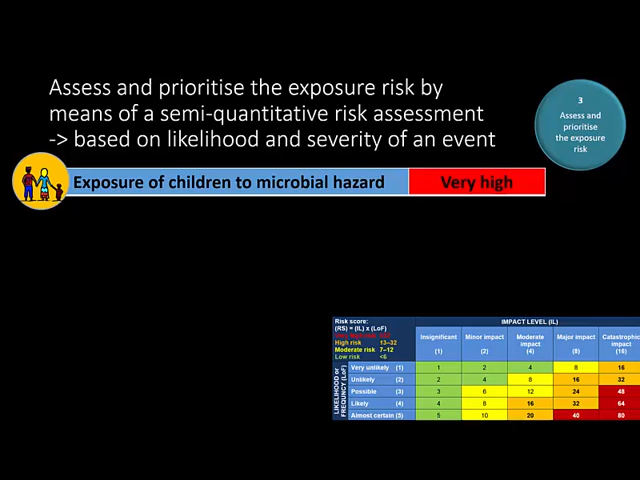 Assess and prioritise the exposure risk by
means of a semi-quantitative risk assessment
-> based on likelihood and severity of an event
3
Assess and
prioritise
the exposure
risk
Exposure of children to microbial hazard Very high
Risk score:
(RS) = (IL) x (LoF)
High risk 13–32
Moderate risk 7–12
Low risk <6
IMPACT LEVEL (IL)
Insignificant (1)
Minor impact (2)
Moderate impact (4)
Major impact (8)
Catastrophic (16)
LIKELIHOOD or
FREQUNCY (LoF)
Very unlikely (1) 1 2 4 8 16
Unlikely (2) 2 4 8 16 32
Possible (3) 3 6 12 24 48
Likely (4) 4 8 16 32 64
Almost certain (5) 5 10 20 40 80